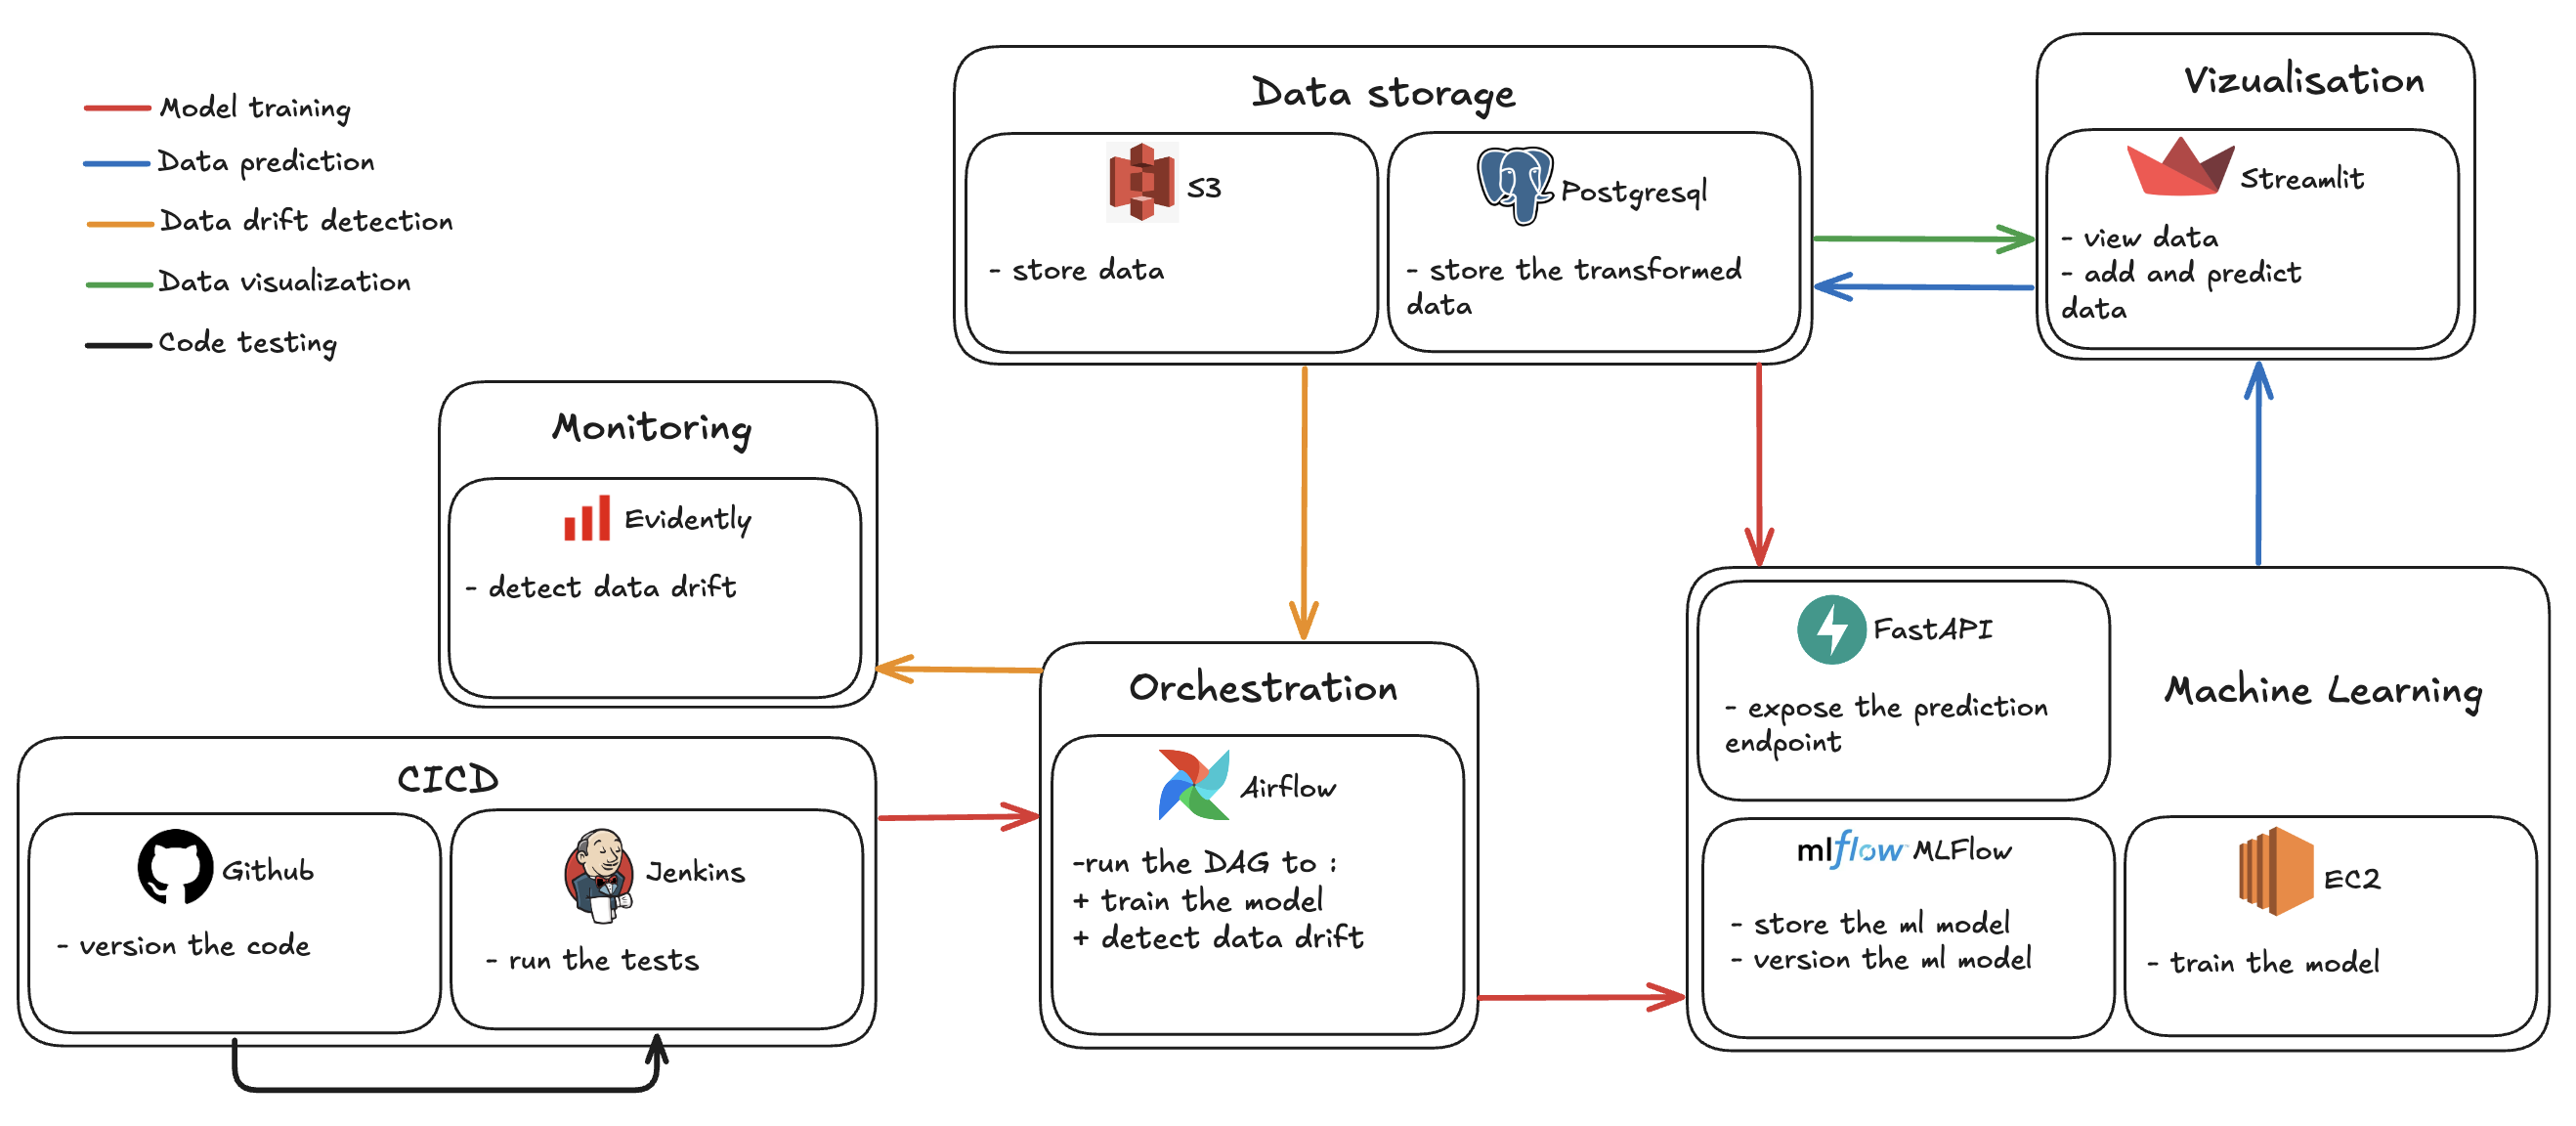 Model training
Data prediction
Data drift detection
Data visualization
Code testing
Data storage
S3
- store data
Postgresql
- store the transformed
data
Vizualisation
Streamlit
- view data
- add and predict
data
Monitoring
Evidently
- detect data drift
CICD
Github
- version the code
Jenkins
- run the tests
Orchestration
Airflow
-run the DAG to :
+ train the model
+ detect data drift
Machine Learning
FastAPI
- expose the prediction
endpoint
mlflow MLFlow
- store the ml model
- version the ml model
EC2
- train the model